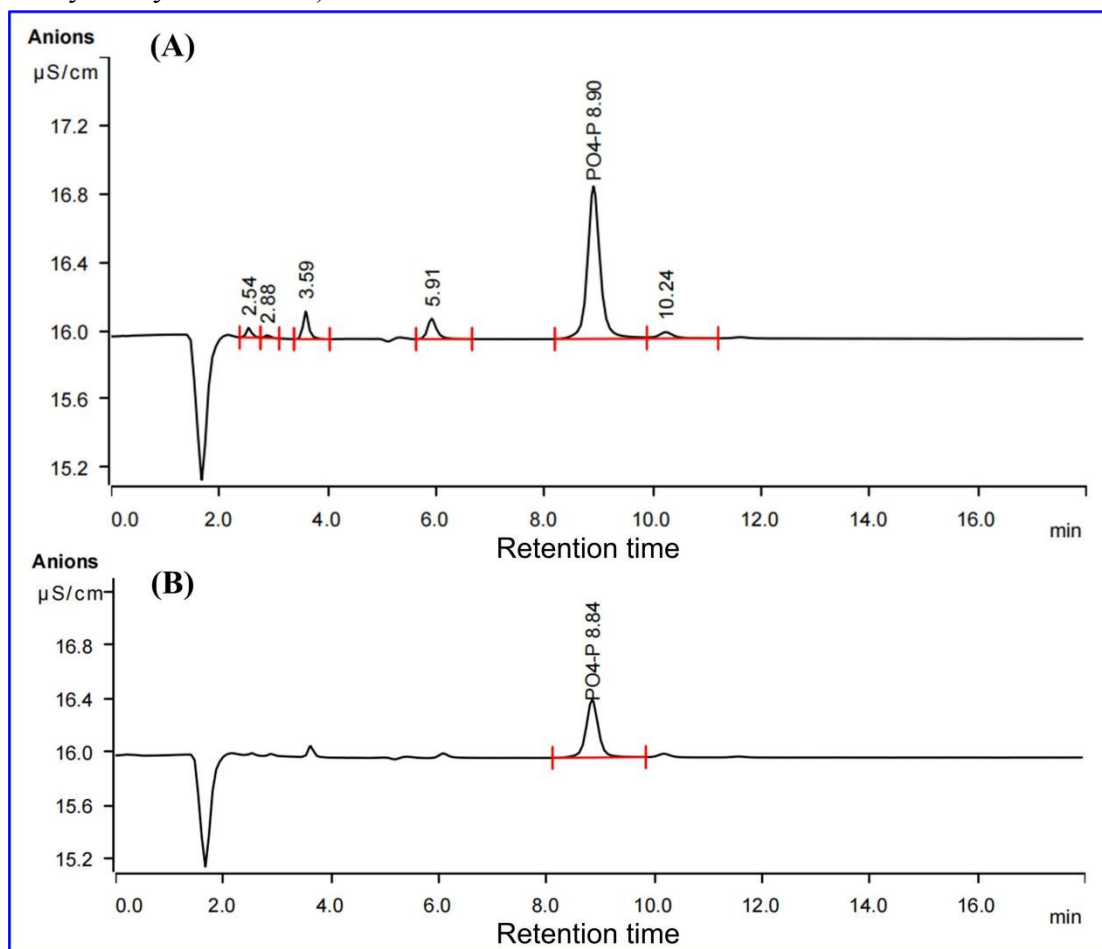 Anions
(A)
µS/cm
17.2
16.8
16.4
16.0
15.6
15.2
2.54
2.88
3.59
5.91
PO4-P 8.90
10.24
0.0 2.0 4.0 6.0 8.0 10.0 12.0 14.0 16.0
min
Retention time
Anions
(B)
µS/cm
16.8
16.4
16.0
15.6
15.2
PO4-P 8.84
0.0 2.0 4.0 6.0 8.0 10.0 12.0 14.0 16.0
min
Retention time